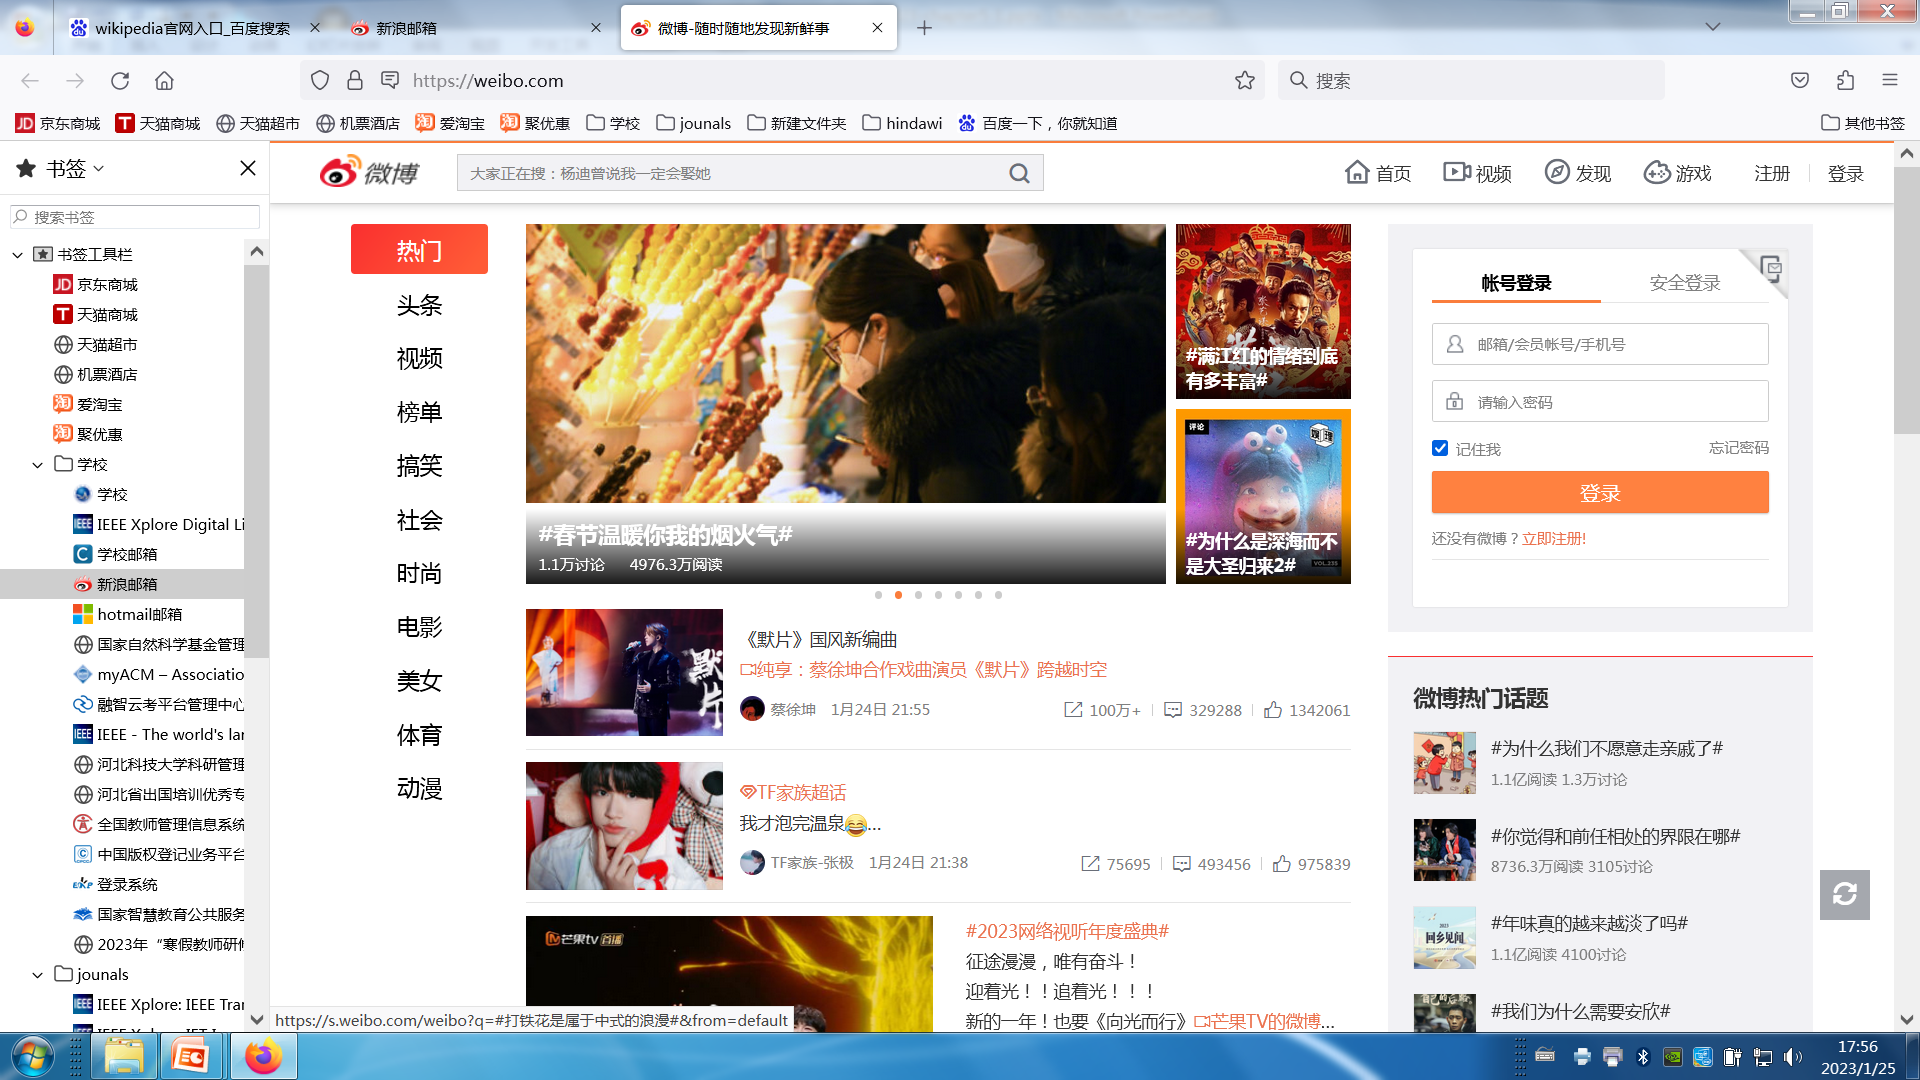 wikipedia官网入口_百度搜索
新浪邮箱
微博-随时随地发现新鲜事
https://weibo.com
搜索
京东商城
天猫商城
天猫超市
机票酒店
爱淘宝
聚优惠
学校
jounals
新建文件夹
hindawi
百度一下，你就知道
其他书签
书签
搜索书签
书签工具栏
京东商城
天猫商城
天猫超市
机票酒店
爱淘宝
聚优惠
学校
学校
IEEE Xplore Digital Li
学校邮箱
新浪邮箱
hotmail邮箱
国家自然科学基金管理
myACM – Associatio
融智云考平台管理中心
IEEE - The world's lar
河北科技大学科研管理
河北省出国培训优秀专
全国教师管理信息系统
中国版权登记业务平台
登录系统
国家智慧教育公共服务
2023年“寒假教师研修
jounals
IEEE Xplore: IEEE Tran
微博
大家正在搜：杨迪曾说我一定会娶她
首页
视频
发现
游戏
注册
登录
热门
头条
视频
榜单
搞笑
社会
时尚
电影
美女
体育
动漫
#春节温暖你我的烟火气#
1.1万讨论 4976.3万阅读
#满江红的情绪到底
有多丰富#
评论
#为什么是深海而不
是大圣归来2#
VOL.235
《默片》国风新编曲
纯享：蔡徐坤合作戏曲演员《默片》跨越时空
蔡徐坤 1月24日 21:55
100万+ 329288 1342061
TF家族超话
我才泡完温泉😂...
TF家族-张极 1月24日 21:38
75695 493456 975839
芒果tv 首播
#2023网络视听年度盛典#
征途漫漫，唯有奋斗！
迎着光！！追着光！！！
新的一年！也要《向光而行》芒果TV的微博...
帐号登录
安全登录
邮箱/会员帐号/手机号
请输入密码
记住我
忘记密码
登录
还没有微博？立即注册!
微博热门话题
#为什么我们不愿意走亲戚了#
1.1亿阅读 1.3万讨论
#你觉得和前任相处的界限在哪#
8736.3万阅读 3105讨论
回乡见闻
#年味真的越来越淡了吗#
1.1亿阅读 4100讨论
#我们为什么需要安欣#
https://s.weibo.com/weibo?q=#打铁花是属于中式的浪漫#&from=default
17:56
2023/1/25